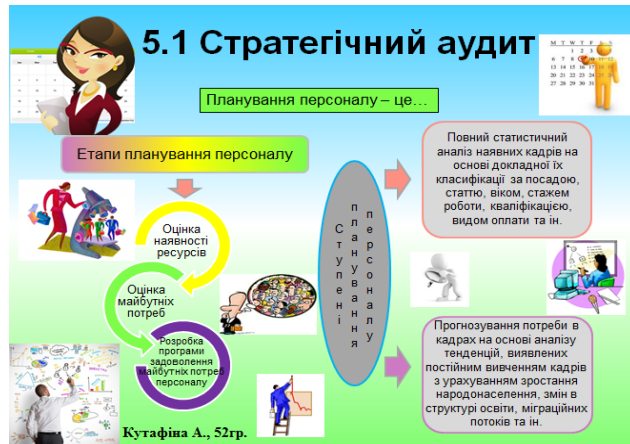 5.1 Стратегічний аудит
Планування персоналу – це…
Етапи планування персоналу
Оцінка
наявності
ресурсів
Оцінка
майбутніх
потреб
Розробка
програми
задоволення
майбутніх потреб
персоналу
Ступені
планування
персоналу
Повний статистичний
аналіз наявних кадрів на
основі докладної їх
класифікації за посадою,
статтю, віком, стажем
роботи, кваліфікацією,
видом оплати та ін.
Прогнозування потреби в
кадрах на основі аналізу
тенденцій, виявлених
постійним вивченням кадрів
з урахуванням зростання
народонаселення, змін в
структурі освіти, міграційних
потоків та ін.
Кутафіна А., 52гр.